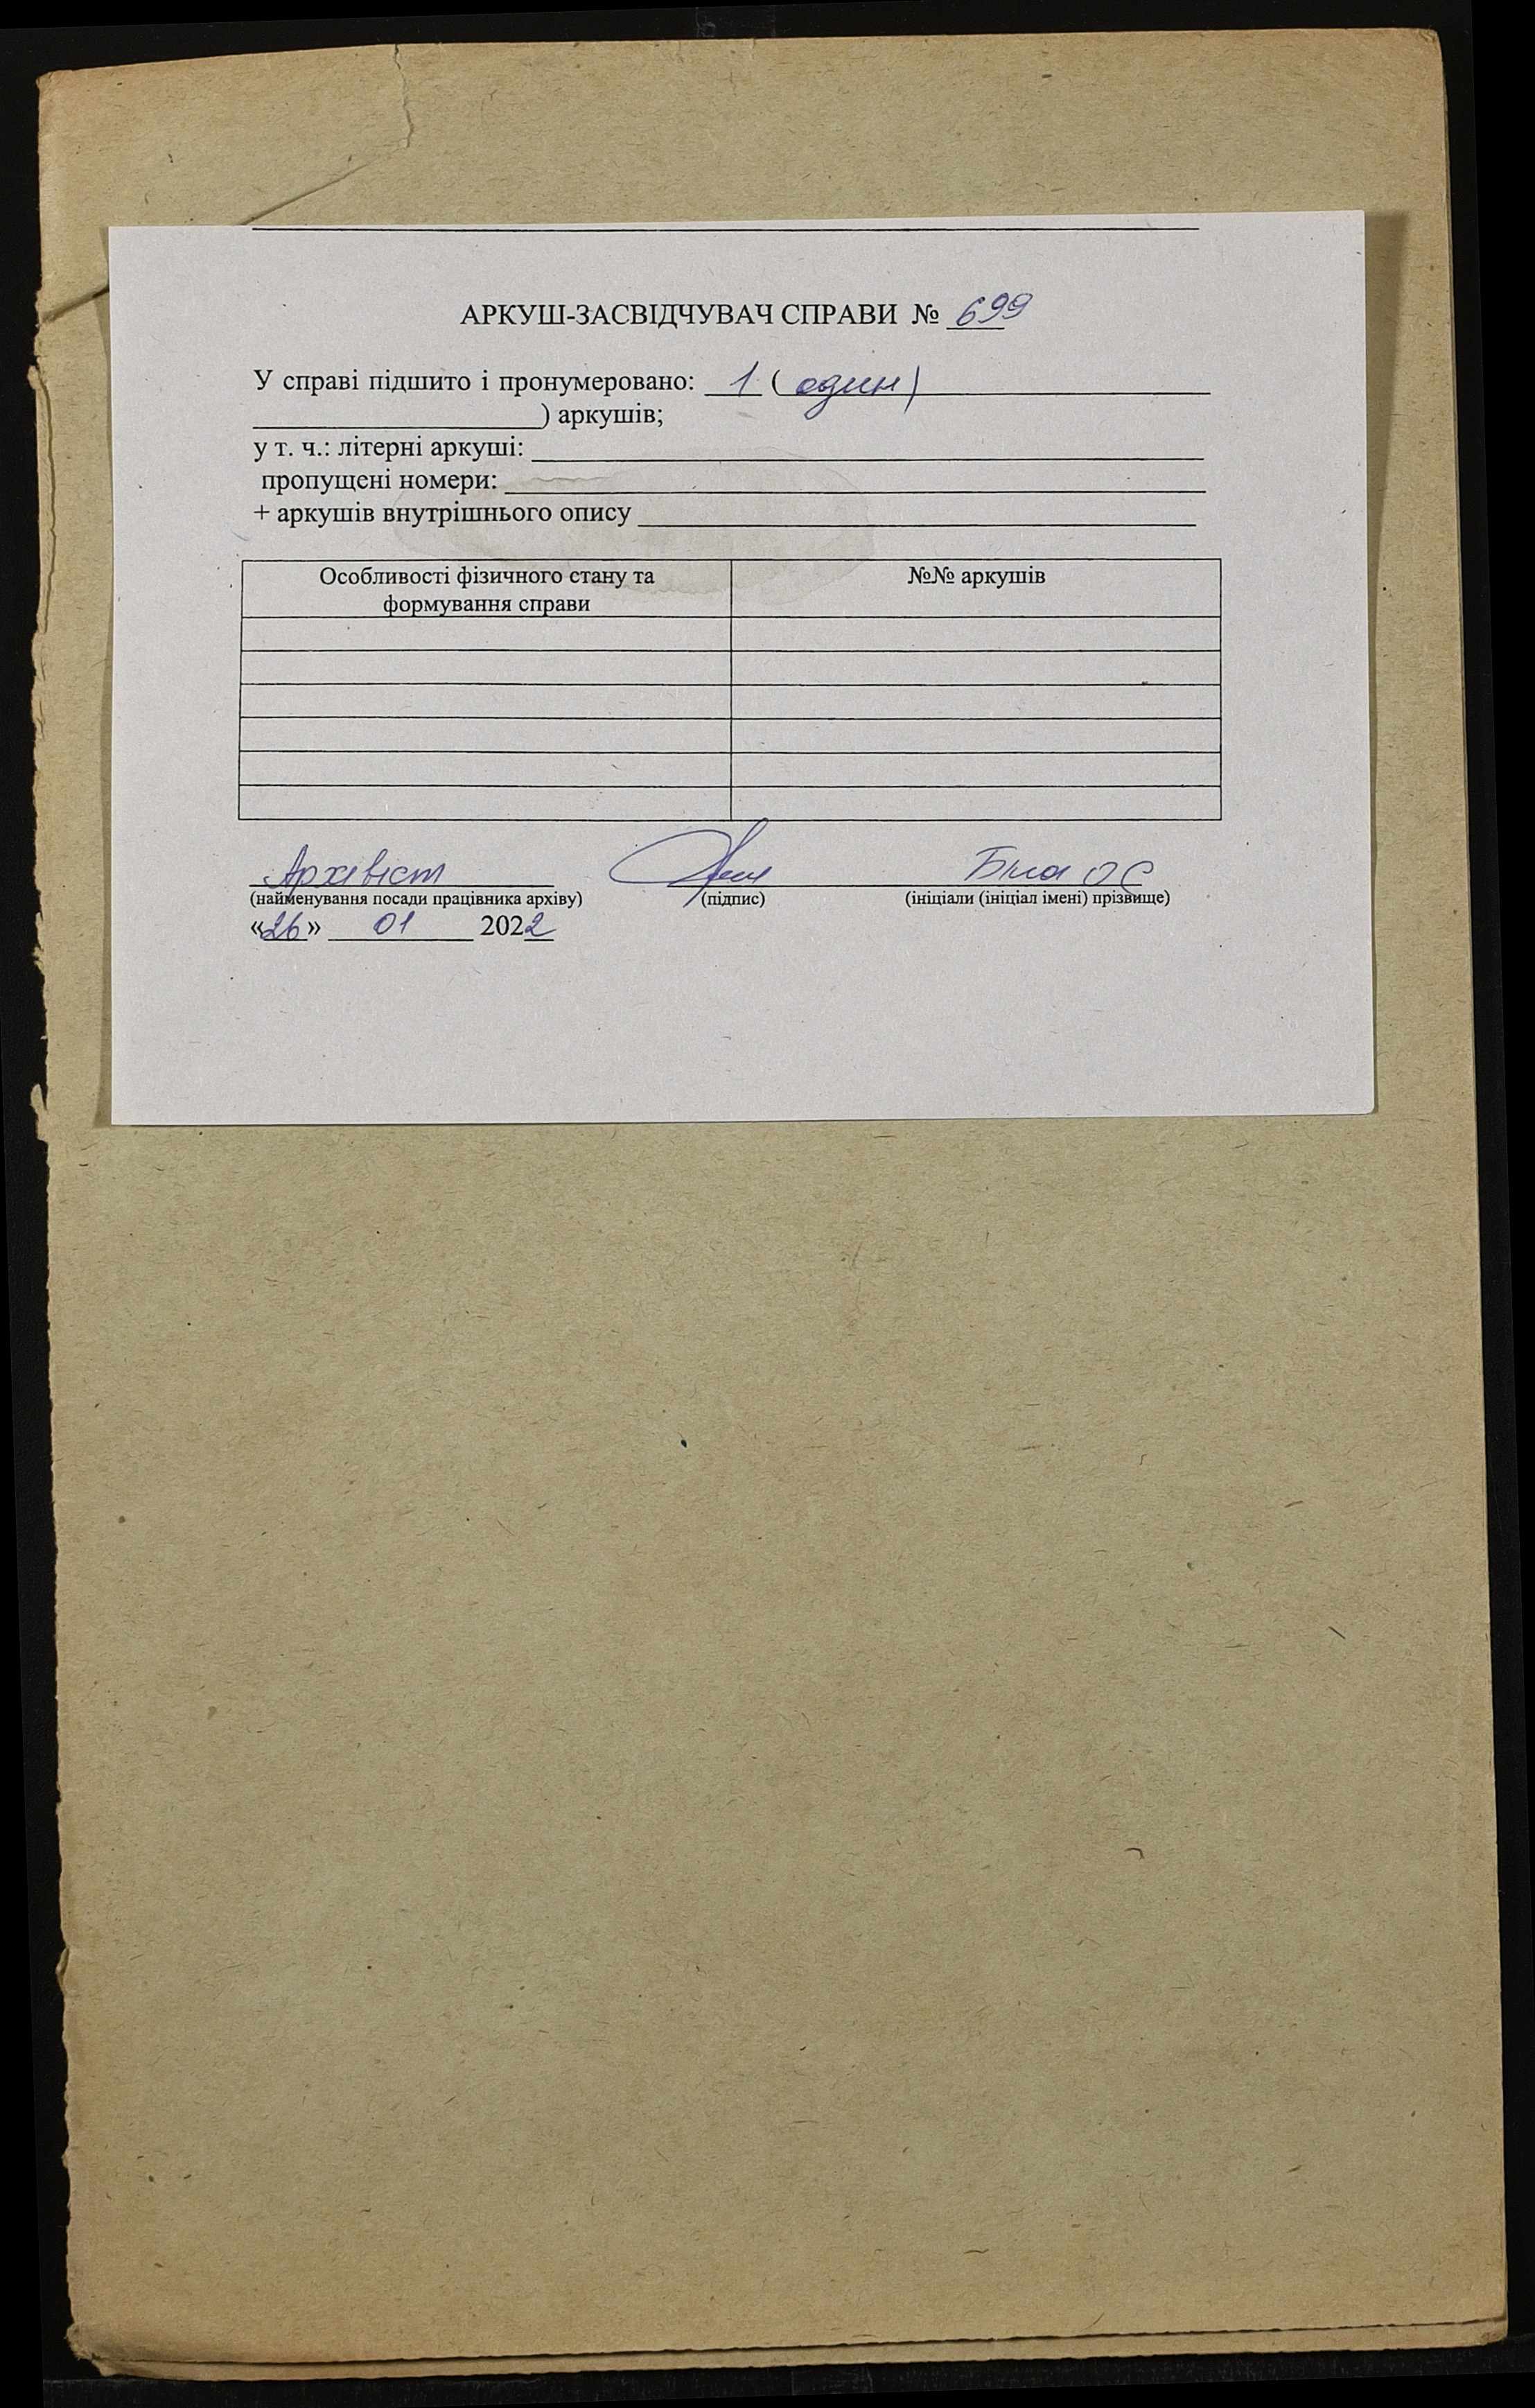 АРКУШ-ЗАСВІДЧУВАЧ СПРАВИ № 699
У справі підшито і пронумеровано: 1 ( один)
) аркушів;
у т. ч.: літерні аркуші:
пропущені номери:
+ аркушів внутрішнього опису
Особливості фізичного стану та формування справи №№ аркушів
Архівіст Біла ОС
(найменування посади працівника архіву) (підпис) (ініціали (ініціал імені) прізвище)
«26» 01 2022